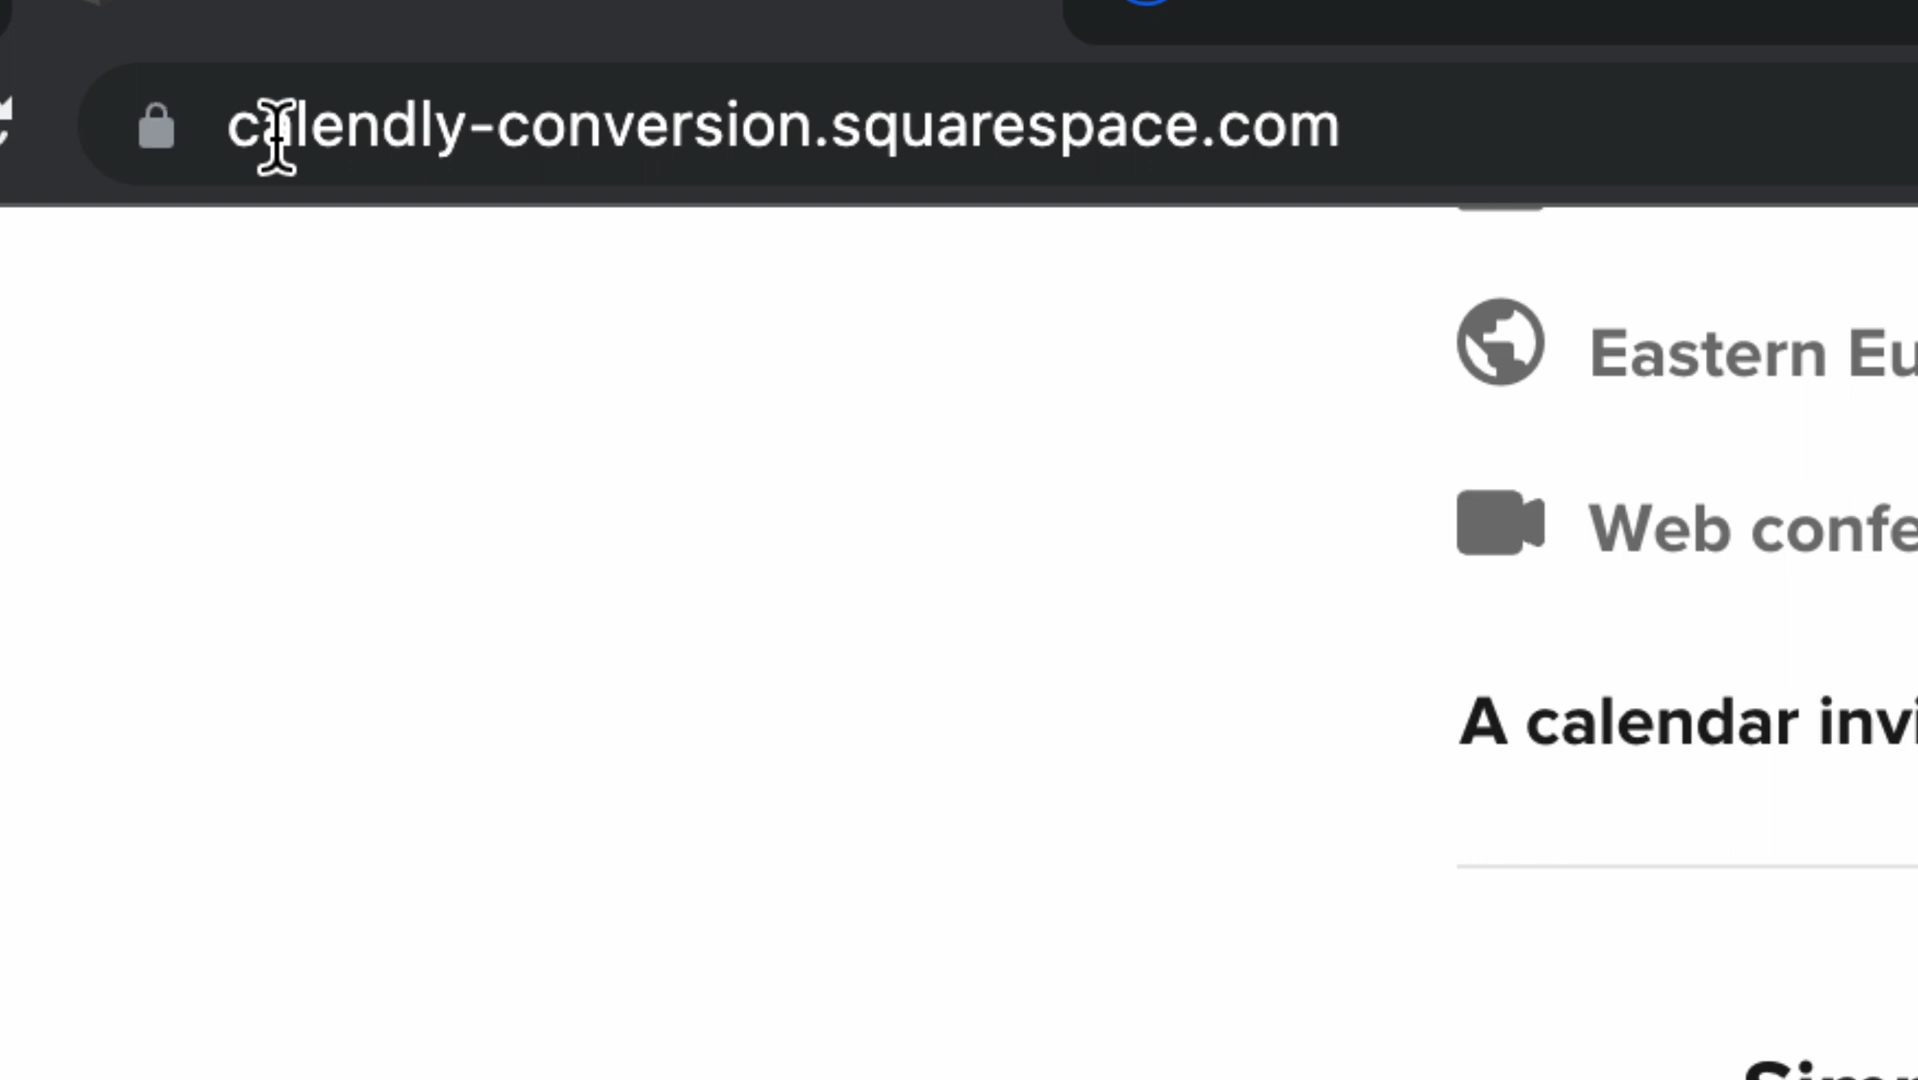 calendly-conversion.squarespace.com
Eastern Eu
Web confe
A calendar invi